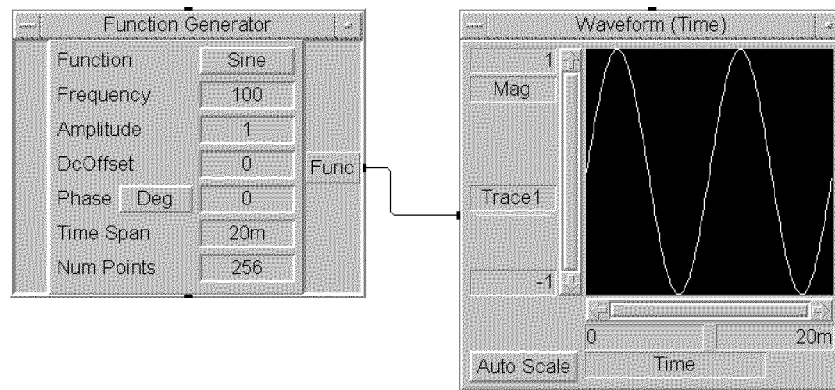 Function Generator
Function Sine
Frequency 100
Amplitude 1
DcOffset 0
Phase Deg 0
Time Span 20m
Num Points 256
Func
Waveform (Time)
1
Mag
Trace1
-1
0 20m
Auto Scale Time